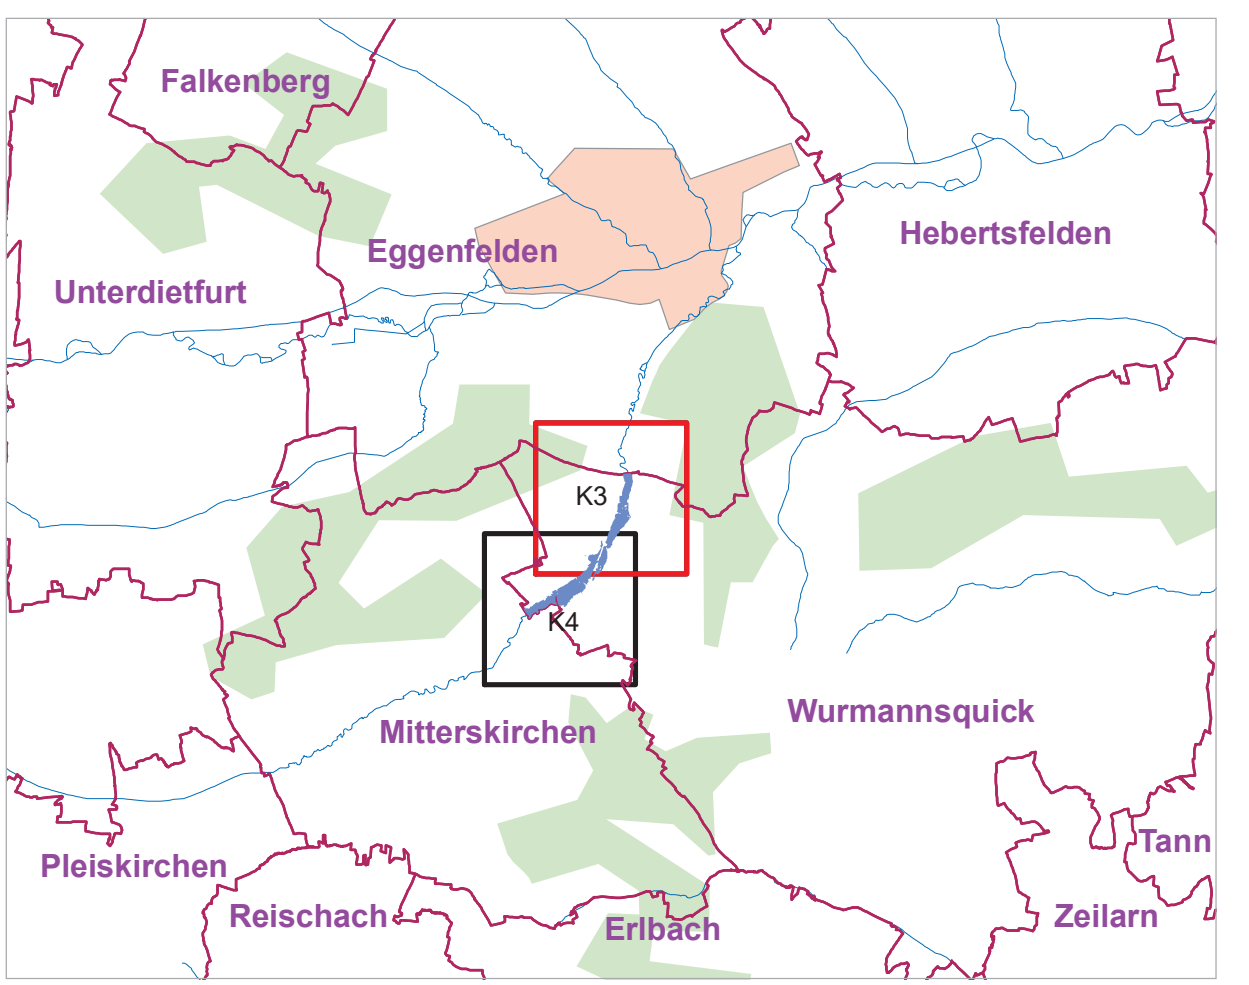 Falkenberg
Hebertsfelden
Eggenfelden
Unterdietfurt
K3
K4
Wurmannsquick
Mitterskirchen
Tann
Pleiskirchen
Reischach
Zeilarn
Erlbach